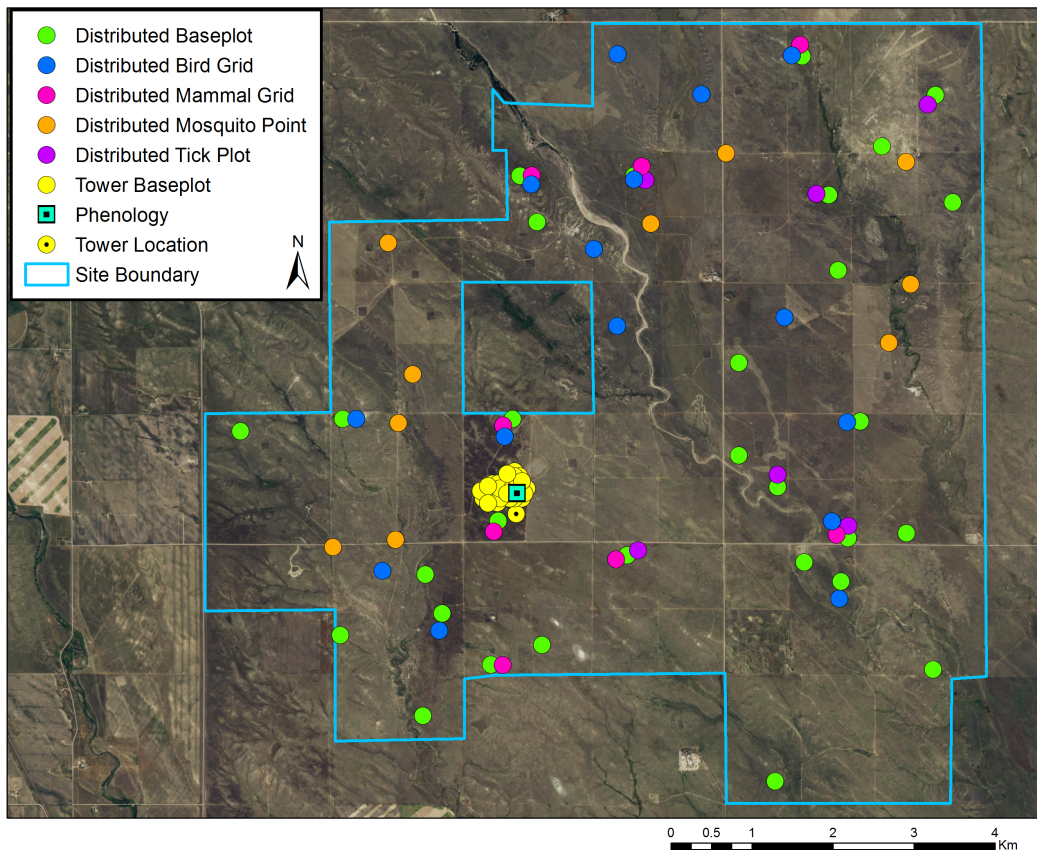 Distributed Baseplot
Distributed Bird Grid
Distributed Mammal Grid
Distributed Mosquito Point
Distributed Tick Plot
Tower Baseplot
Phenology
Tower Location
N
Site Boundary
0 0.5 1 2 3 4
Km